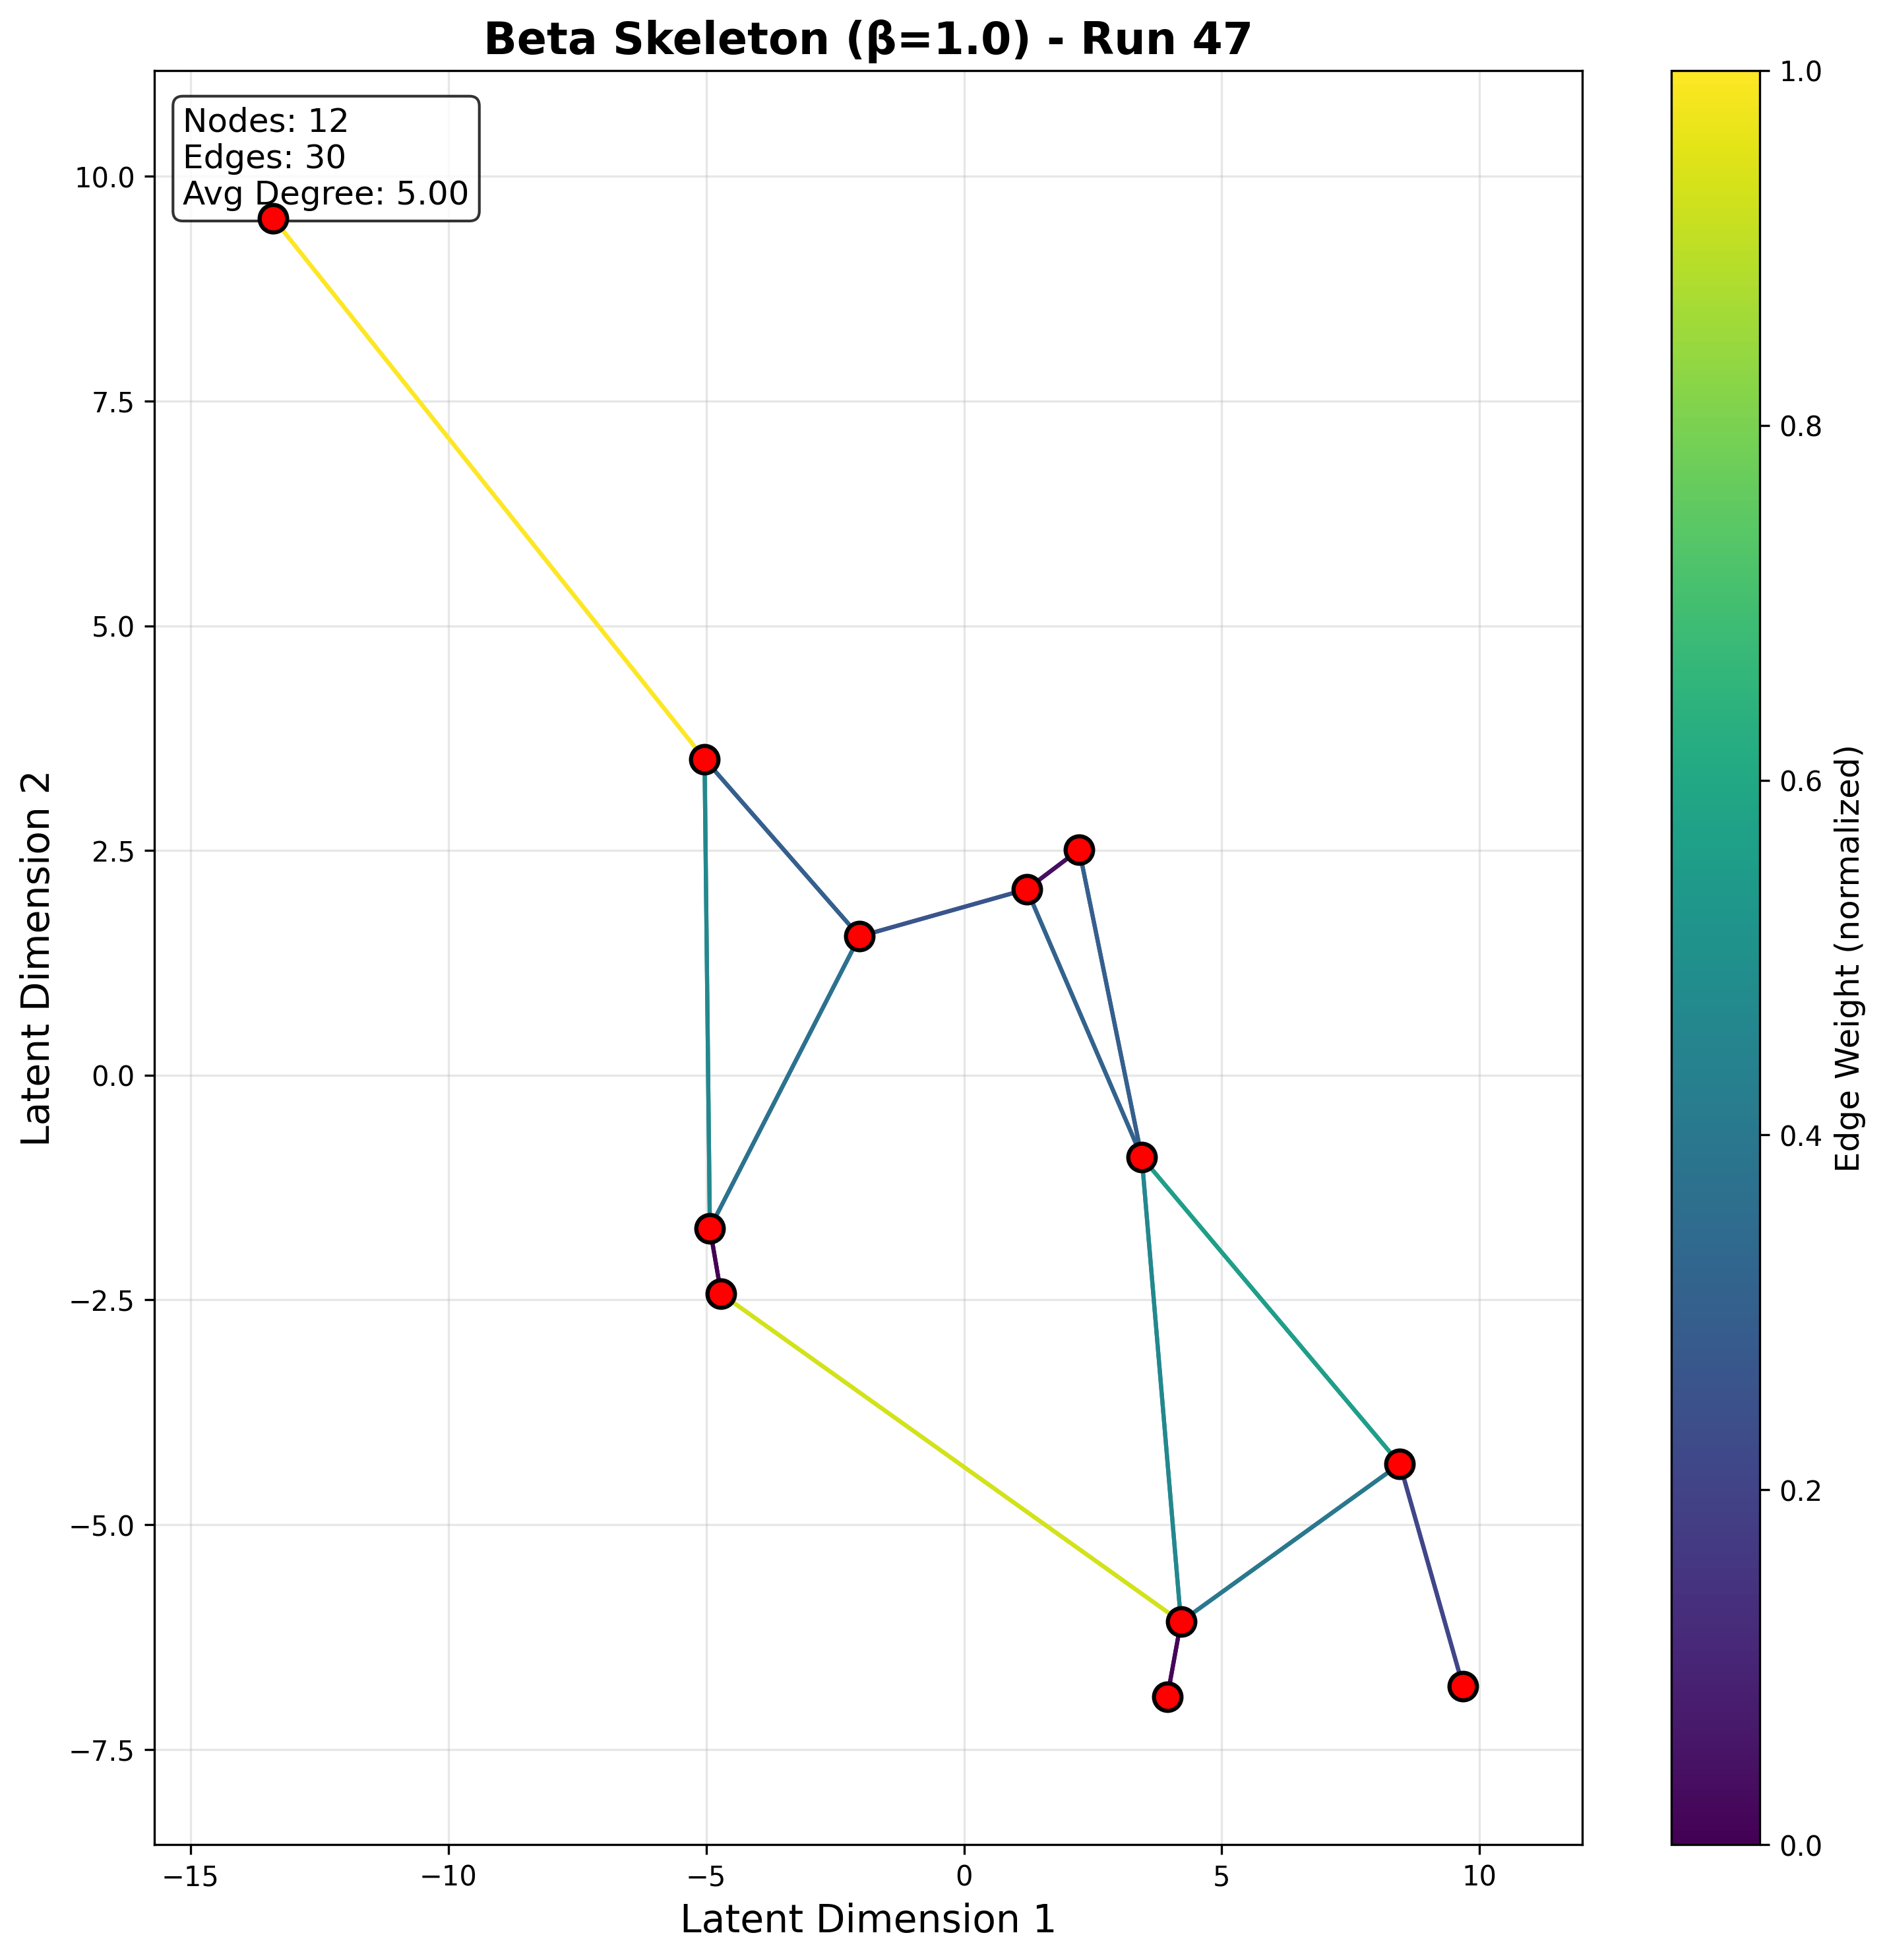 Beta Skeleton (β=1.0) - Run 47
Nodes: 12
Edges: 30
Avg Degree: 5.00
10.0
7.5
5.0
2.5
0.0
−2.5
−5.0
−7.5
Latent Dimension 2
−15
−10
−5
0
5
10
Latent Dimension 1
1.0
0.8
0.6
0.4
0.2
0.0
Edge Weight (normalized)